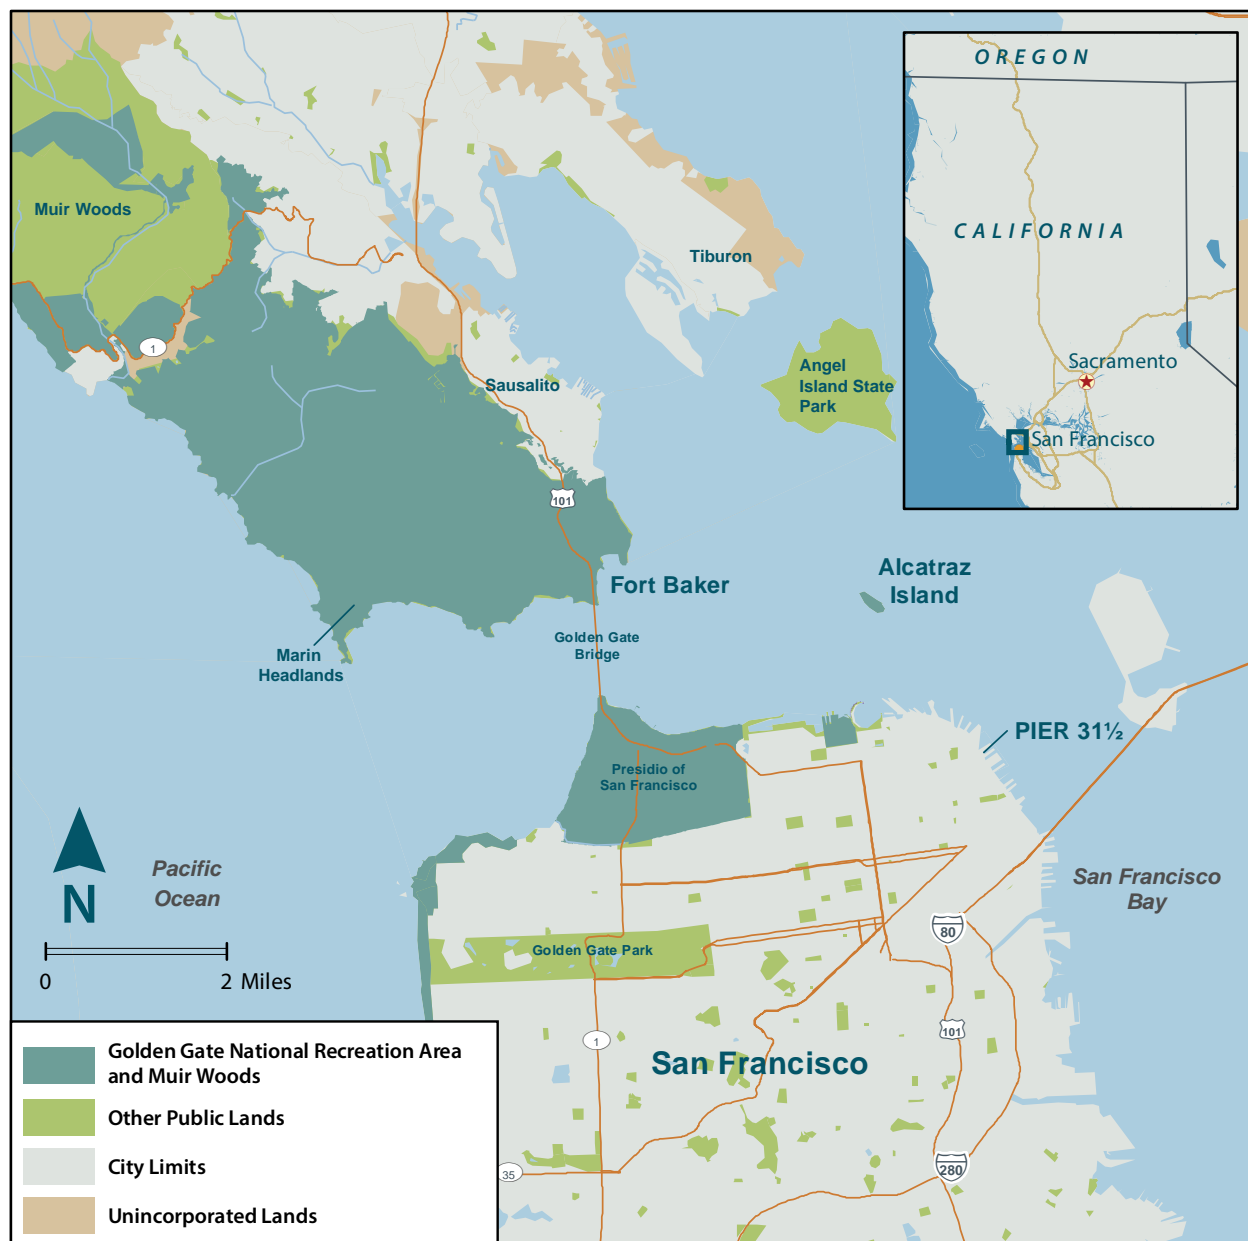 OREGON
CALIFORNIA
Sacramento
San Francisco
Muir Woods
Tiburon
1
Angel
Island State
Park
Sausalito
101
Fort Baker
Alcatraz
Island
Golden Gate
Bridge
Marin
Headlands
PIER 31½
Presidio of
San Francisco
N
Pacific
Ocean
San Francisco
Bay
0 2 Miles
Golden Gate Park
80
101
1
San Francisco
35
280
Golden Gate National Recreation Area
and Muir Woods
Other Public Lands
City Limits
Unincorporated Lands